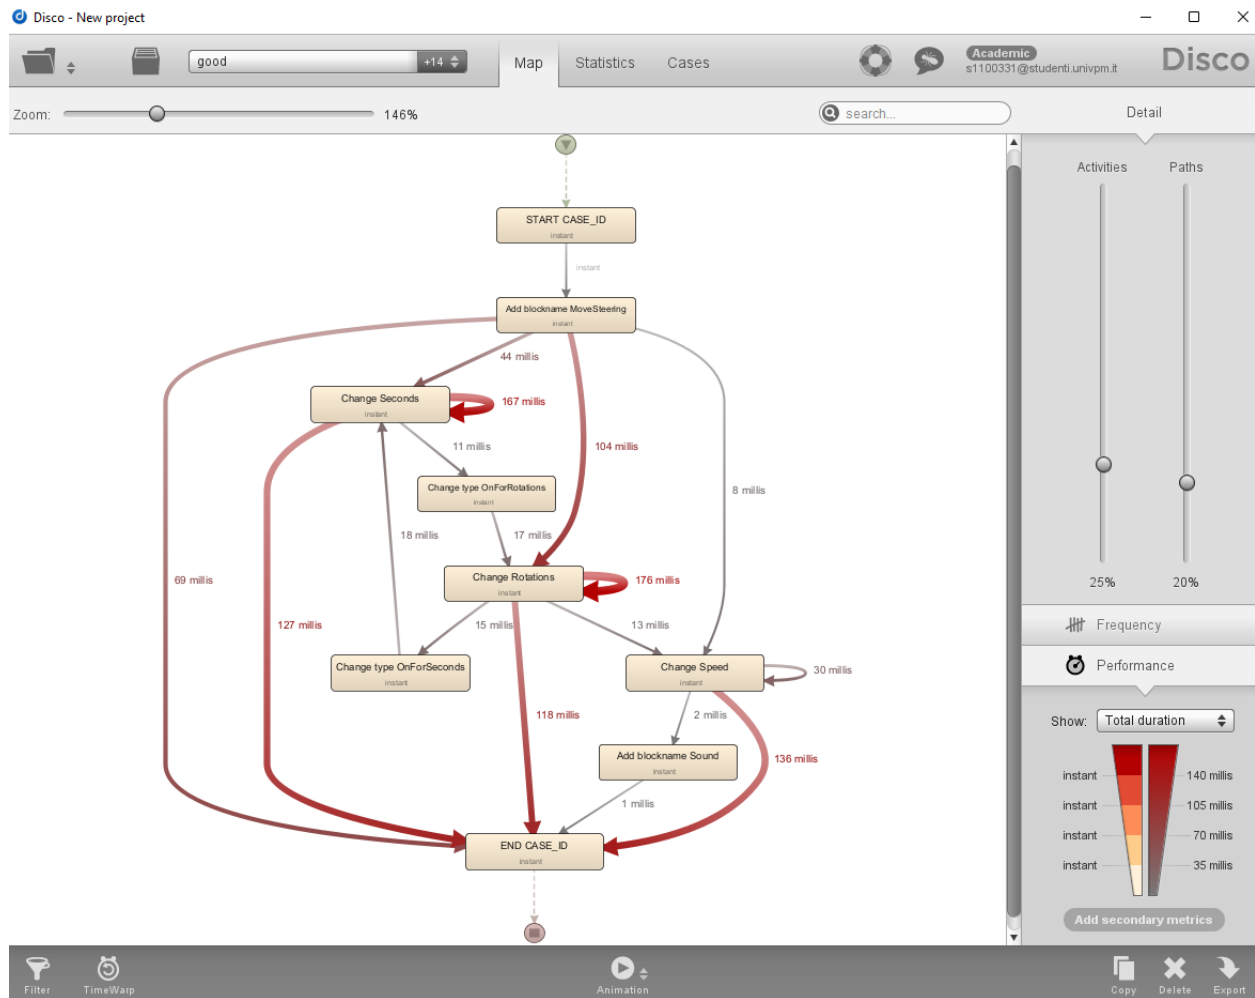 Disco - New project
good
+14
Map
Statistics
Cases
Academic
s1100331@studenti.univpm.it
Disco
Zoom:
146%
search...
Detail
Activities
Paths
START CASE_ID
instant
instant
Add blockname MoveSteering
instant
44 millis
Change Seconds
instant
167 millis
11 millis
104 millis
Change type OnForRotations
instant
8 millis
18 millis
17 millis
69 millis
Change Rotations
instant
176 millis
127 millis
15 millis
13 millis
Change type OnForSeconds
instant
Change Speed
instant
30 millis
118 millis
2 millis
Add blockname Sound
instant
136 millis
1 millis
END CASE_ID
instant
25%
20%
Frequency
Performance
Show:
Total duration
instant
140 millis
instant
105 millis
instant
70 millis
instant
35 millis
Add secondary metrics
Filter
TimeWarp
Animation
Copy
Delete
Export